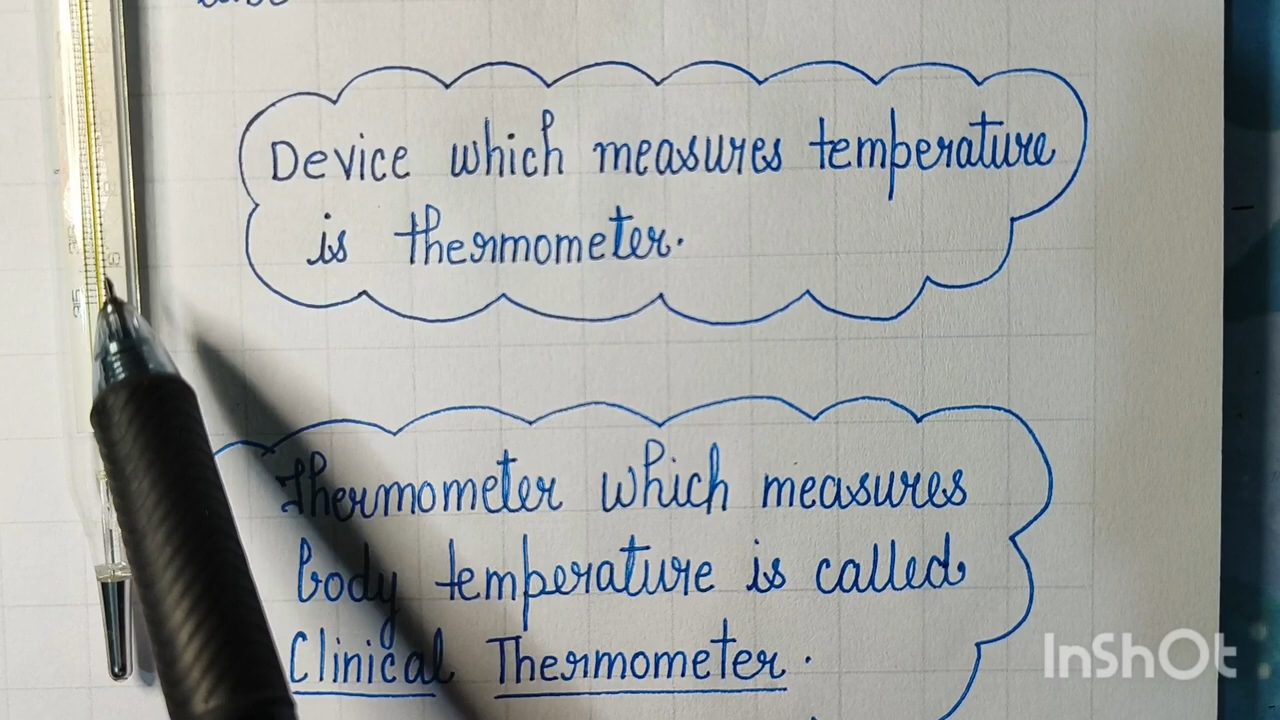 Device which measures temperature
is thermometer.
Thermometer which measures
body temperature is called
Clinical Thermometer.
InShOt